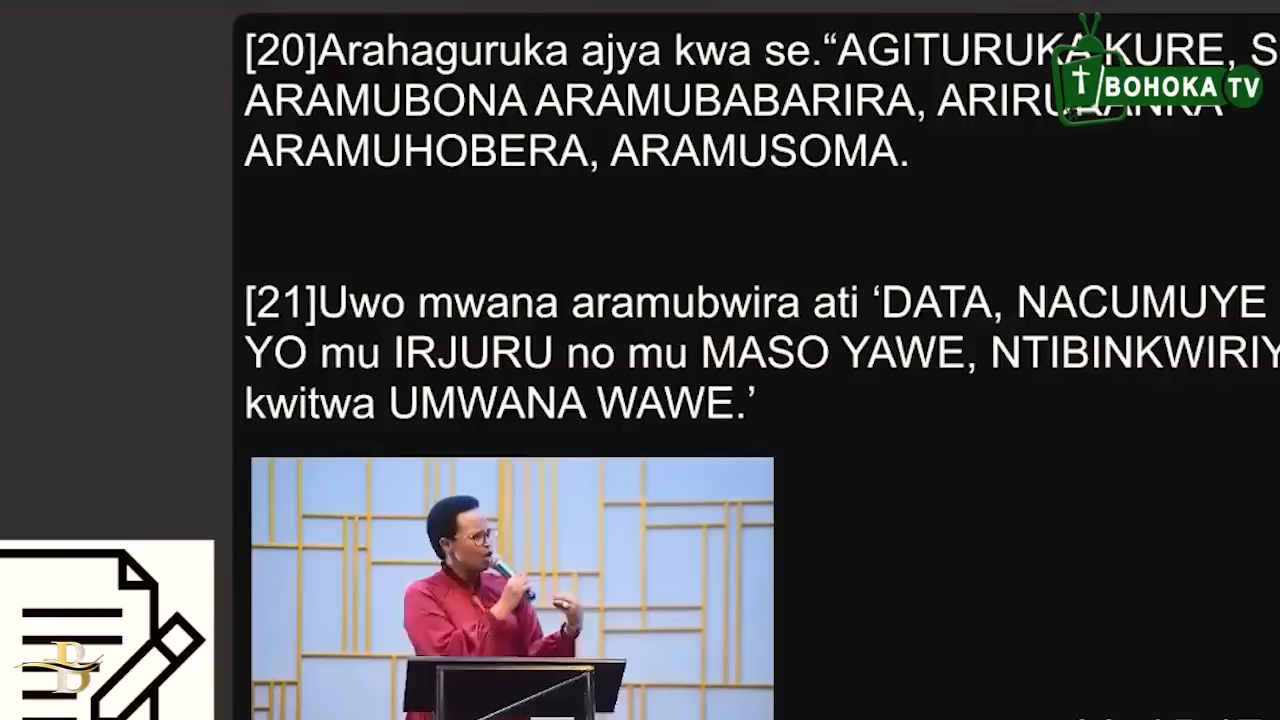 [20]Arahaguruka ajya kwa se.“AGITURUKA KURE, S
ARAMUBONA ARAMUBABARIRA, 
ARAMUHOBERA, ARAMUSOMA.
[21]Uwo mwana aramubwira ati ‘DATA, NACUMUYE
YO mu IRJURU no mu MASO YAWE, NTIBINKWIRIY
kwitwa UMWANA WAWE.’
BOHOKA TV
B